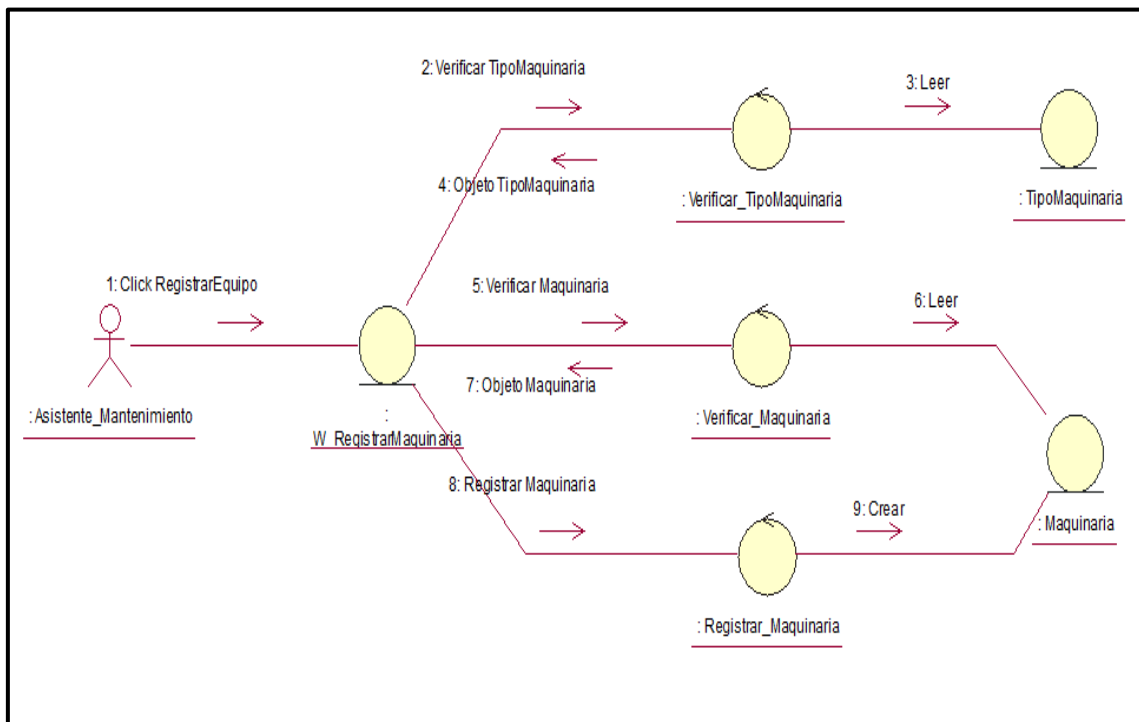 2: Verificar TipoMaquinaria
3: Leer
4: Objeto TipoMaquinaria
: Verificar_TipoMaquinaria
: TipoMaquinaria
1: Click RegistrarEquipo
5: Verificar Maquinaria
6: Leer
7: Objeto Maquinaria
: Asistente_Mantenimiento
:
W_RegistrarMaquinaria
: Verificar_Maquinaria
8: Registrar Maquinaria
9: Crear
: Maquinaria
: Registrar_Maquinaria